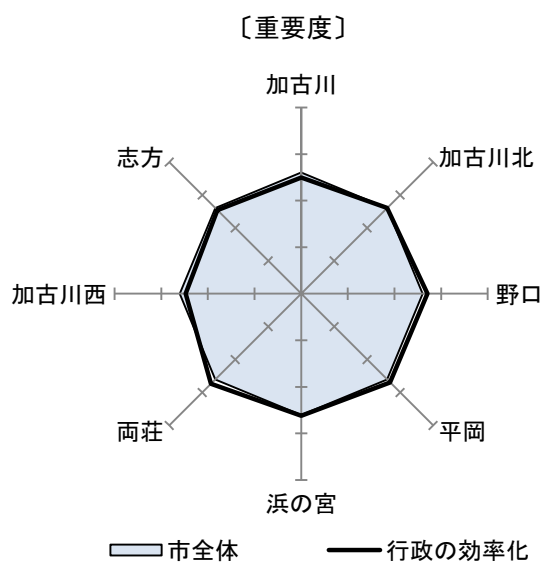 〔重要度〕
加古川
志方
加古川北
加古川西
野口
両荘
平岡
浜の宮
市全体
行政の効率化